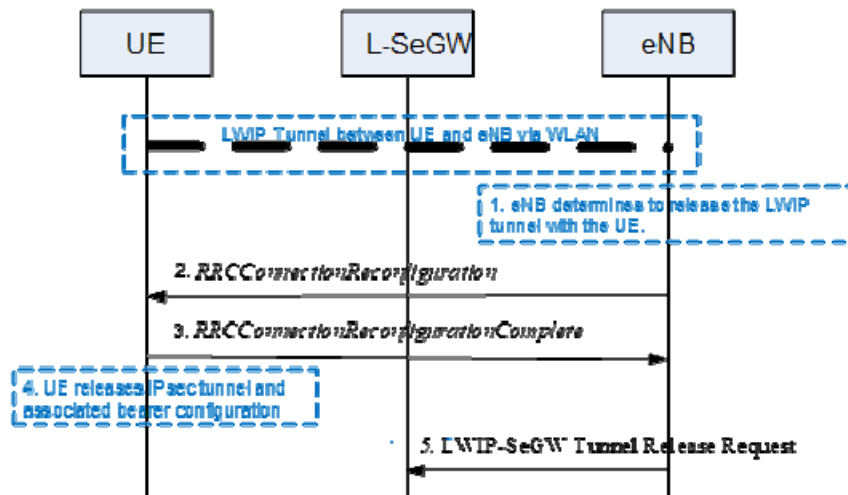 UE L-SeGW eNB
LWIP Tunnel between UE and eNB via WLAN
1. eNB determines to release the LWIP
tunnel with the UE.
2. RRCConnectionReconfiguration
3. RRCConnectionReconfigurationComplete
4. UE releases IPsec tunnel and
associated bearer configuration
5. LWIP-SeGW Tunnel Release Request